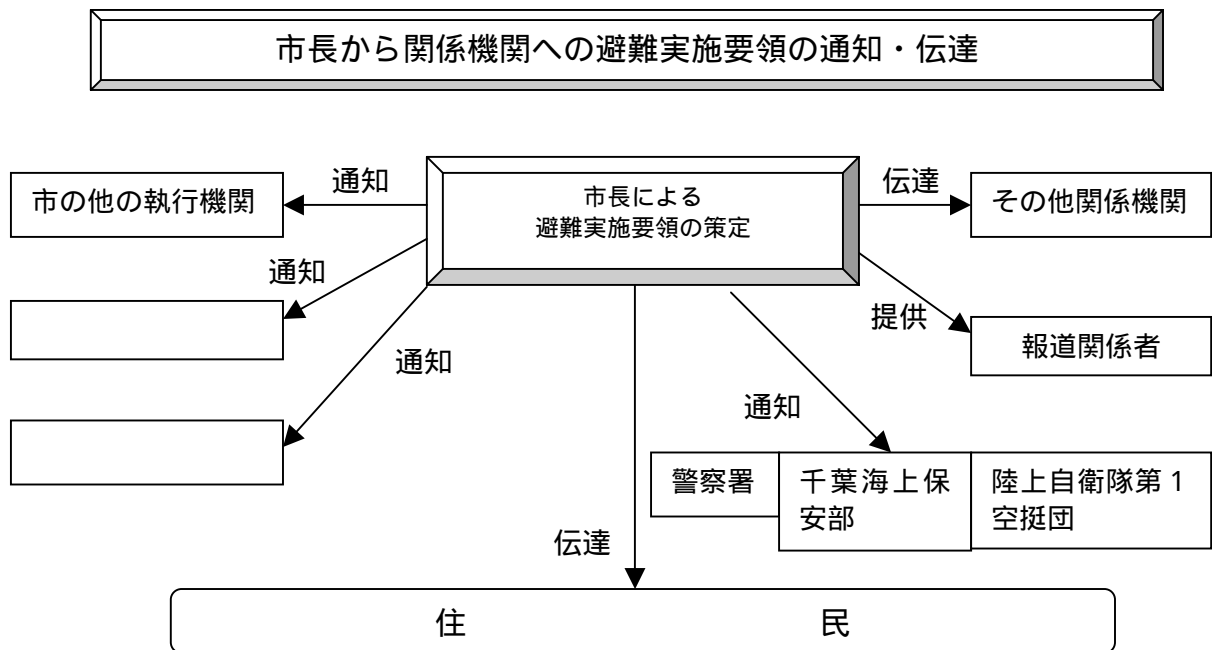 市長から関係機関への避難実施要領の通知・伝達
市の他の執行機関
通知
市長による
避難実施要領の策定
伝達
その他関係機関
通知
提供
報道関係者
通知
通知
警察署
千葉海上保
安部
陸上自衛隊第1
空挺団
伝達
住 民